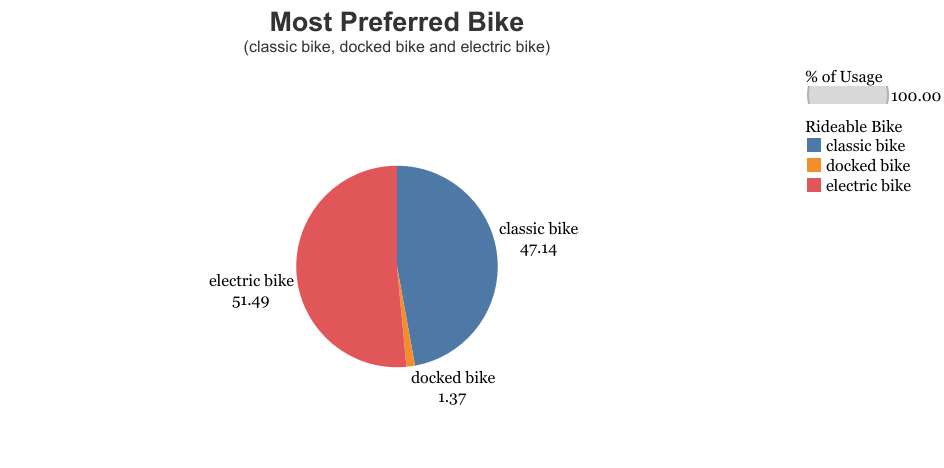 Most Preferred Bike
(classic bike, docked bike and electric bike)
% of Usage
100.00
Rideable Bike
classic bike
docked bike
electric bike
classic bike
47.14
electric bike
51.49
docked bike
1.37